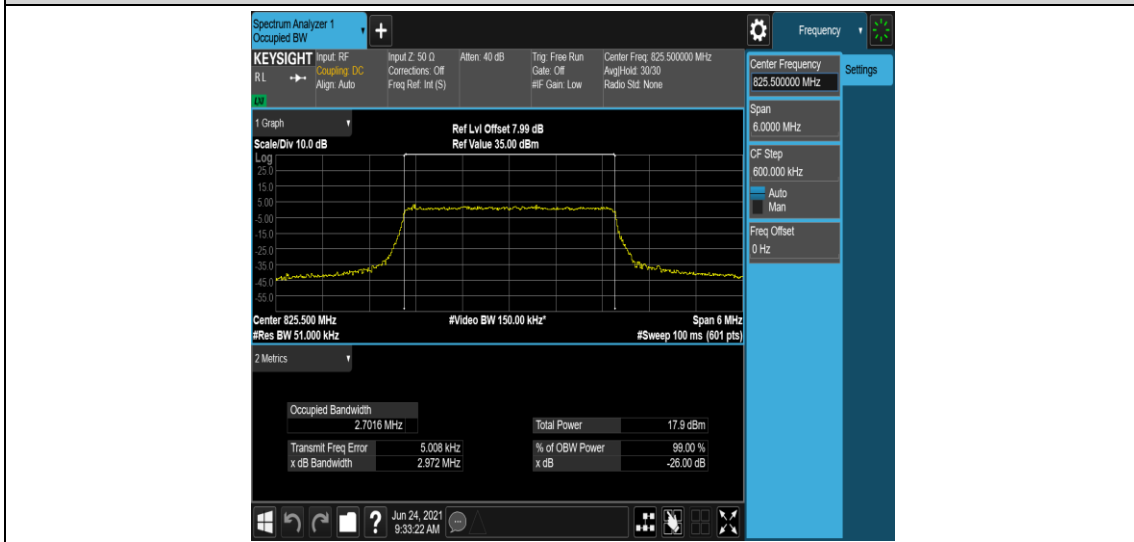 Spectrum Analyzer 1
Occupied BW
+
Frequency
KEYSIGHT
RL
LXI
Input: RF
Coupling: DC
Align: Auto
Input Z: 50 Ω
Corrections: Off
Freq Ref: Int (S)
Atten: 40 dB
Trig: Free Run
Gate: Off
#IF Gain: Low
Center Freq: 825.500000 MHz
Avg|Hold: 30/30
Radio Std: None
Center Frequency
825.500000 MHz
Settings
Span
6.0000 MHz
CF Step
600.000 kHz
Auto
Man
Freq Offset
0 Hz
1 Graph
Ref Lvl Offset 7.99 dB
Scale/Div 10.0 dB
Ref Value 35.00 dBm
Log
25.0
15.0
5.00
-5.00
-15.0
-25.0
-35.0
-45.0
-55.0
Center 825.500 MHz
#Video BW 150.00 kHz*
Span 6 MHz
#Res BW 51.000 kHz
#Sweep 100 ms (601 pts)
2 Metrics
Occupied Bandwidth
2.7016 MHz
Total Power 17.9 dBm
Transmit Freq Error 5.008 kHz
% of OBW Power 99.00 %
x dB Bandwidth 2.972 MHz
x dB -26.00 dB
?
Jun 24, 2021
9:33:22 AM